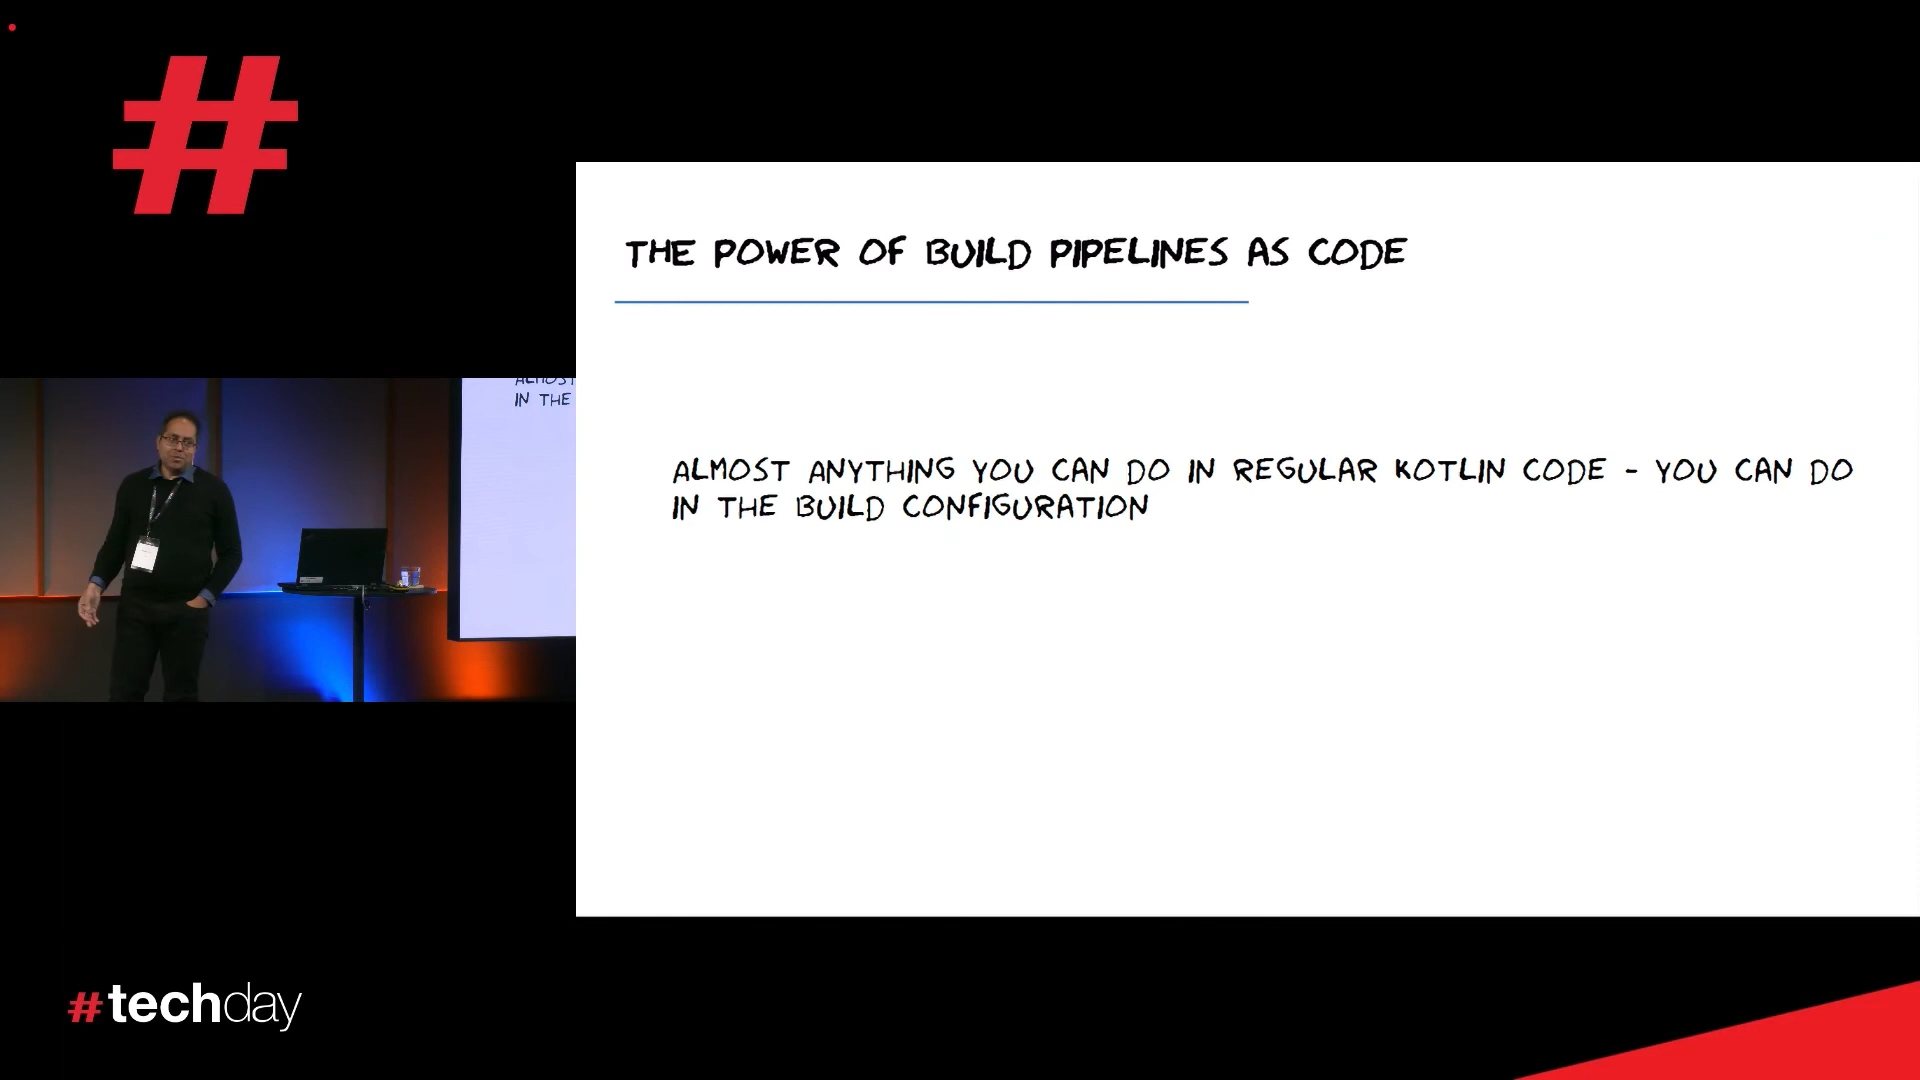 #
THE POWER OF BUILD PIPELINES AS CODE
ALMOST ANYTHING YOU CAN DO IN REGULAR KOTLIN CODE - YOU CAN DO
IN THE BUILD CONFIGURATION
ALMOST
IN THE
#techday